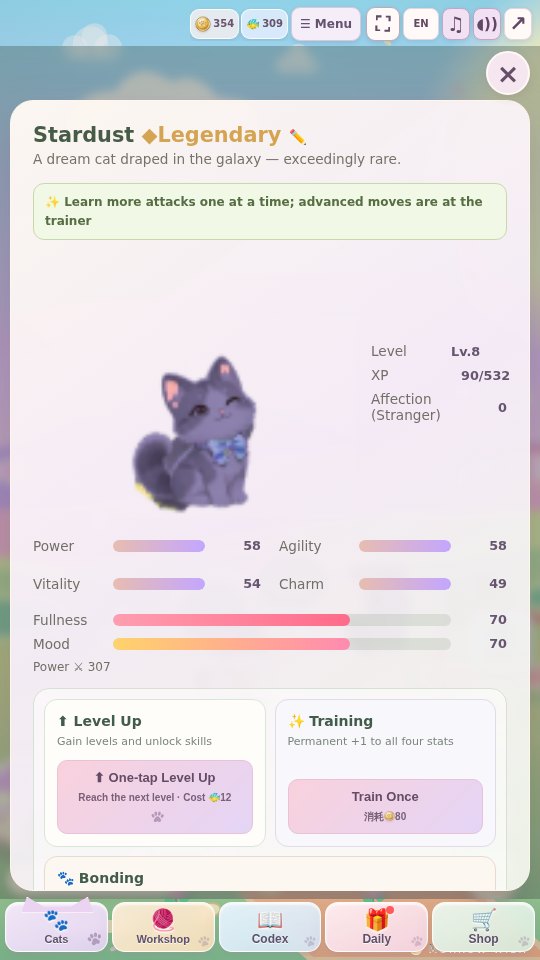 354
309
☰ Menu
EN
Stardust ◆Legendary
A dream cat draped in the galaxy — exceedingly rare.
✨ Learn more attacks one at a time; advanced moves are at the
trainer
Level Lv.8
XP 90/532
Affection
(Stranger) 0
Power 58 Agility 58
Vitality 54 Charm 49
Fullness 70
Mood 70
Power ⚔ 307
⬆ Level Up
Gain levels and unlock skills
⬆ One-tap Level Up
Reach the next level · Cost 12
✨ Training
Permanent +1 to all four stats
Train Once
消耗80
🐾 Bonding
Cats
Workshop
Codex
Daily
Shop